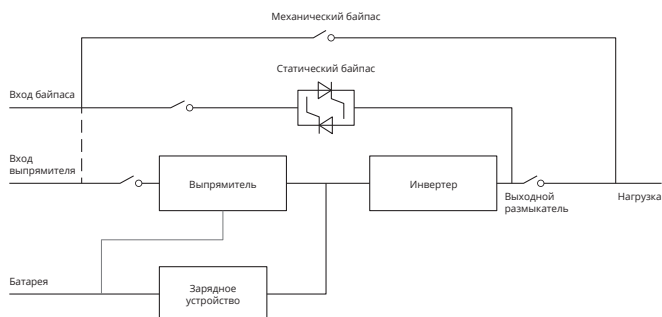 Механический байпас
Статический байпас
Вход байпаса
Вход
выпрямителя
Выпрямитель
Инвертер
Выходной
размыкатель
Нагрузка
Батарея
Зарядное
устройство